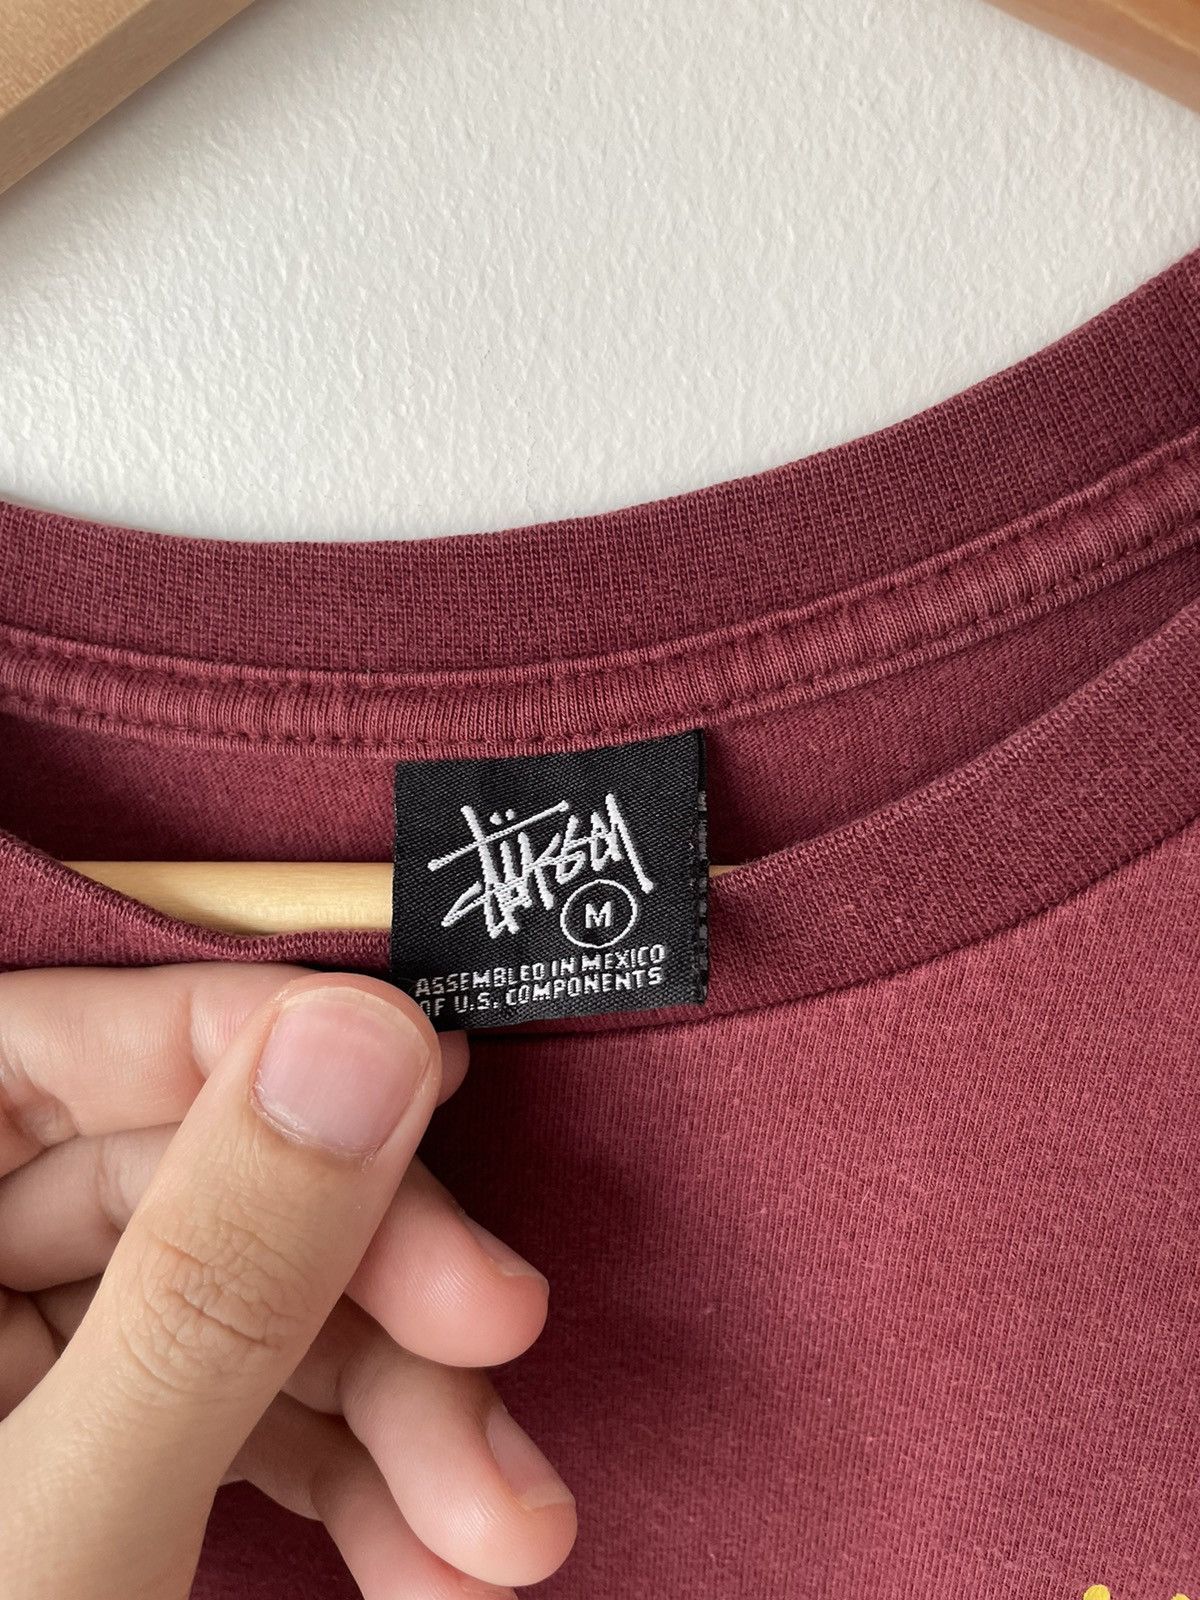 Stüssy
M
ASSEMBLED IN MEXICO
OF U.S. COMPONENTS